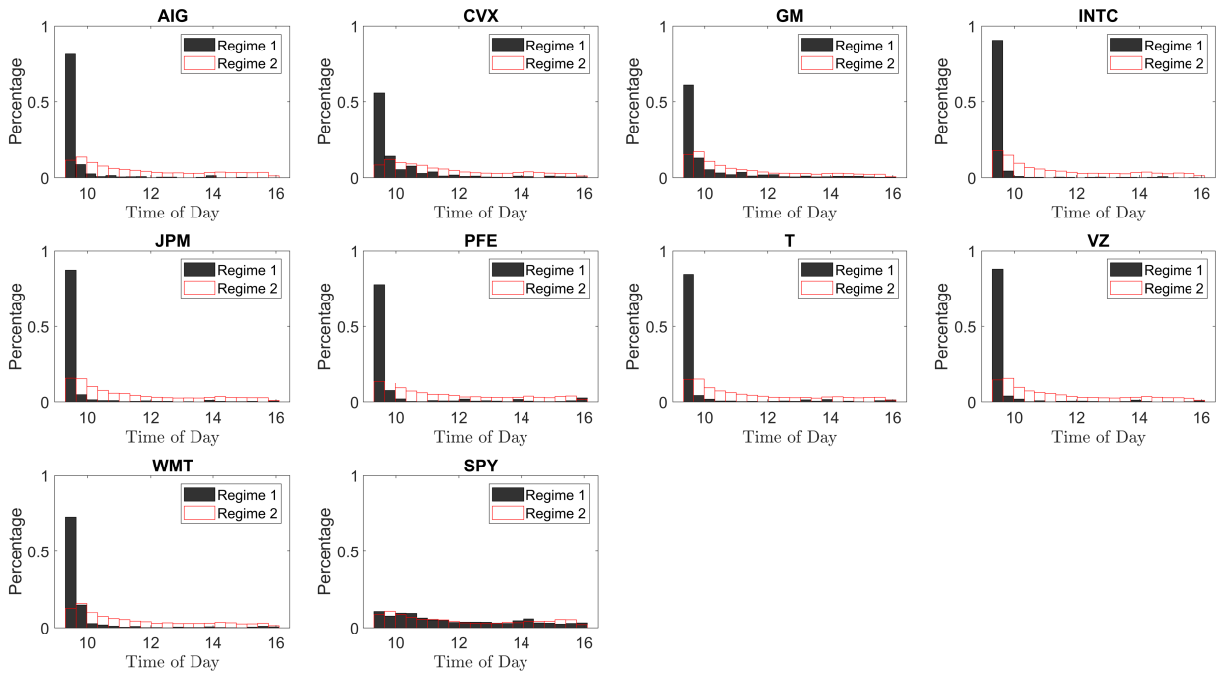 AIG
1
0.5
0
Percentage
Regime 1
Regime 2
10 12 14 16
Time of Day
CVX
1
0.5
0
Percentage
Regime 1
Regime 2
10 12 14 16
Time of Day
GM
1
0.5
0
Percentage
Regime 1
Regime 2
10 12 14 16
Time of Day
INTC
1
0.5
0
Percentage
Regime 1
Regime 2
10 12 14 16
Time of Day
JPM
1
0.5
0
Percentage
Regime 1
Regime 2
10 12 14 16
Time of Day
PFE
1
0.5
0
Percentage
Regime 1
Regime 2
10 12 14 16
Time of Day
T
1
0.5
0
Percentage
Regime 1
Regime 2
10 12 14 16
Time of Day
VZ
1
0.5
0
Percentage
Regime 1
Regime 2
10 12 14 16
Time of Day
WMT
1
0.5
0
Percentage
Regime 1
Regime 2
10 12 14 16
Time of Day
SPY
1
0.5
0
Percentage
Regime 1
Regime 2
10 12 14 16
Time of Day